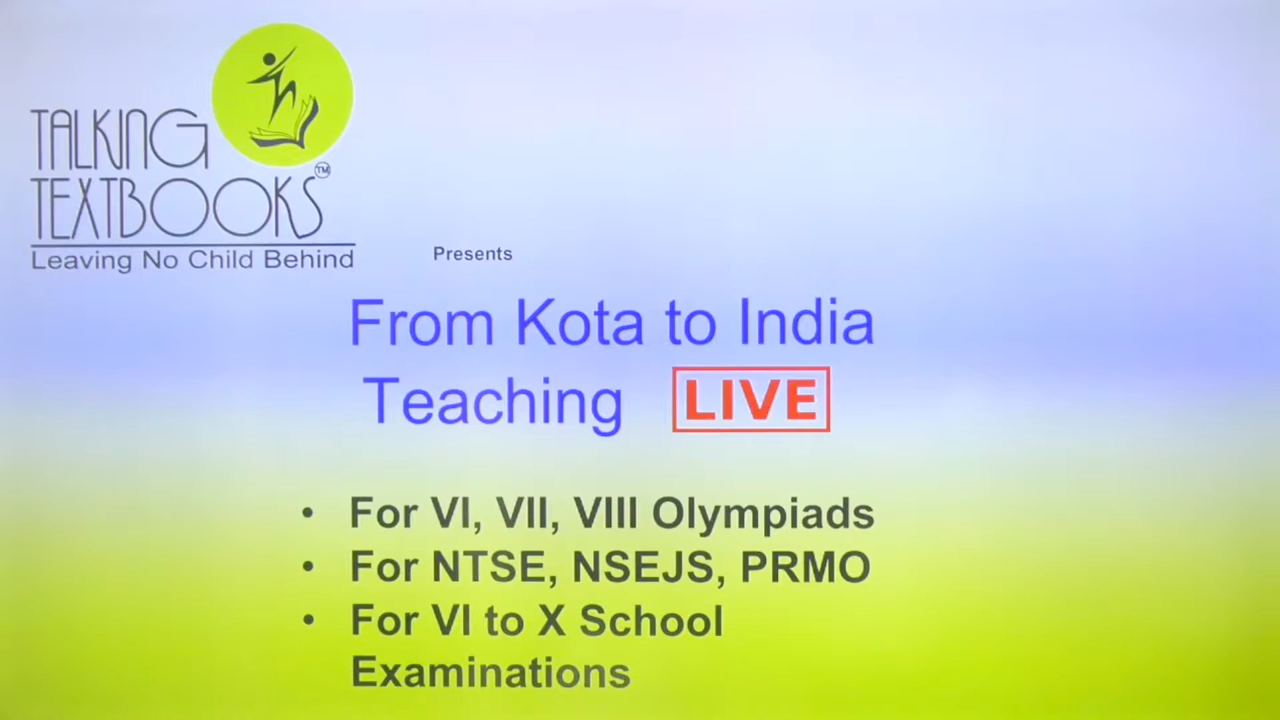 TALKING
TEXTBOOKS™
Leaving No Child Behind
Presents
From Kota to India
Teaching LIVE
• For VI, VII, VIII Olympiads
• For NTSE, NSEJS, PRMO
• For VI to X School
Examinations